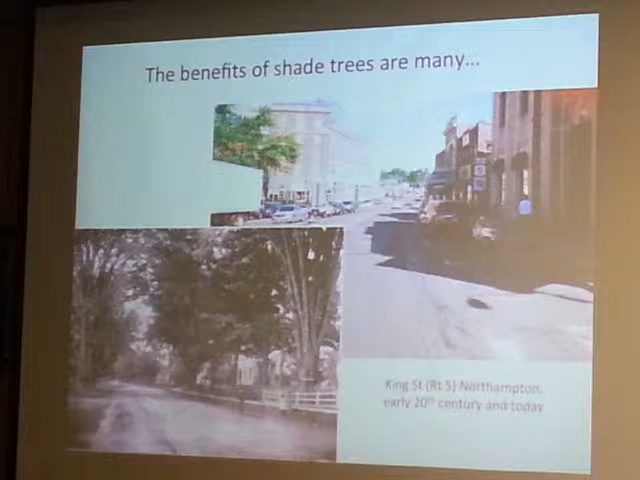 The benefits of shade trees are many...
King St (Rt 5) Northampton,
early 20th century and today